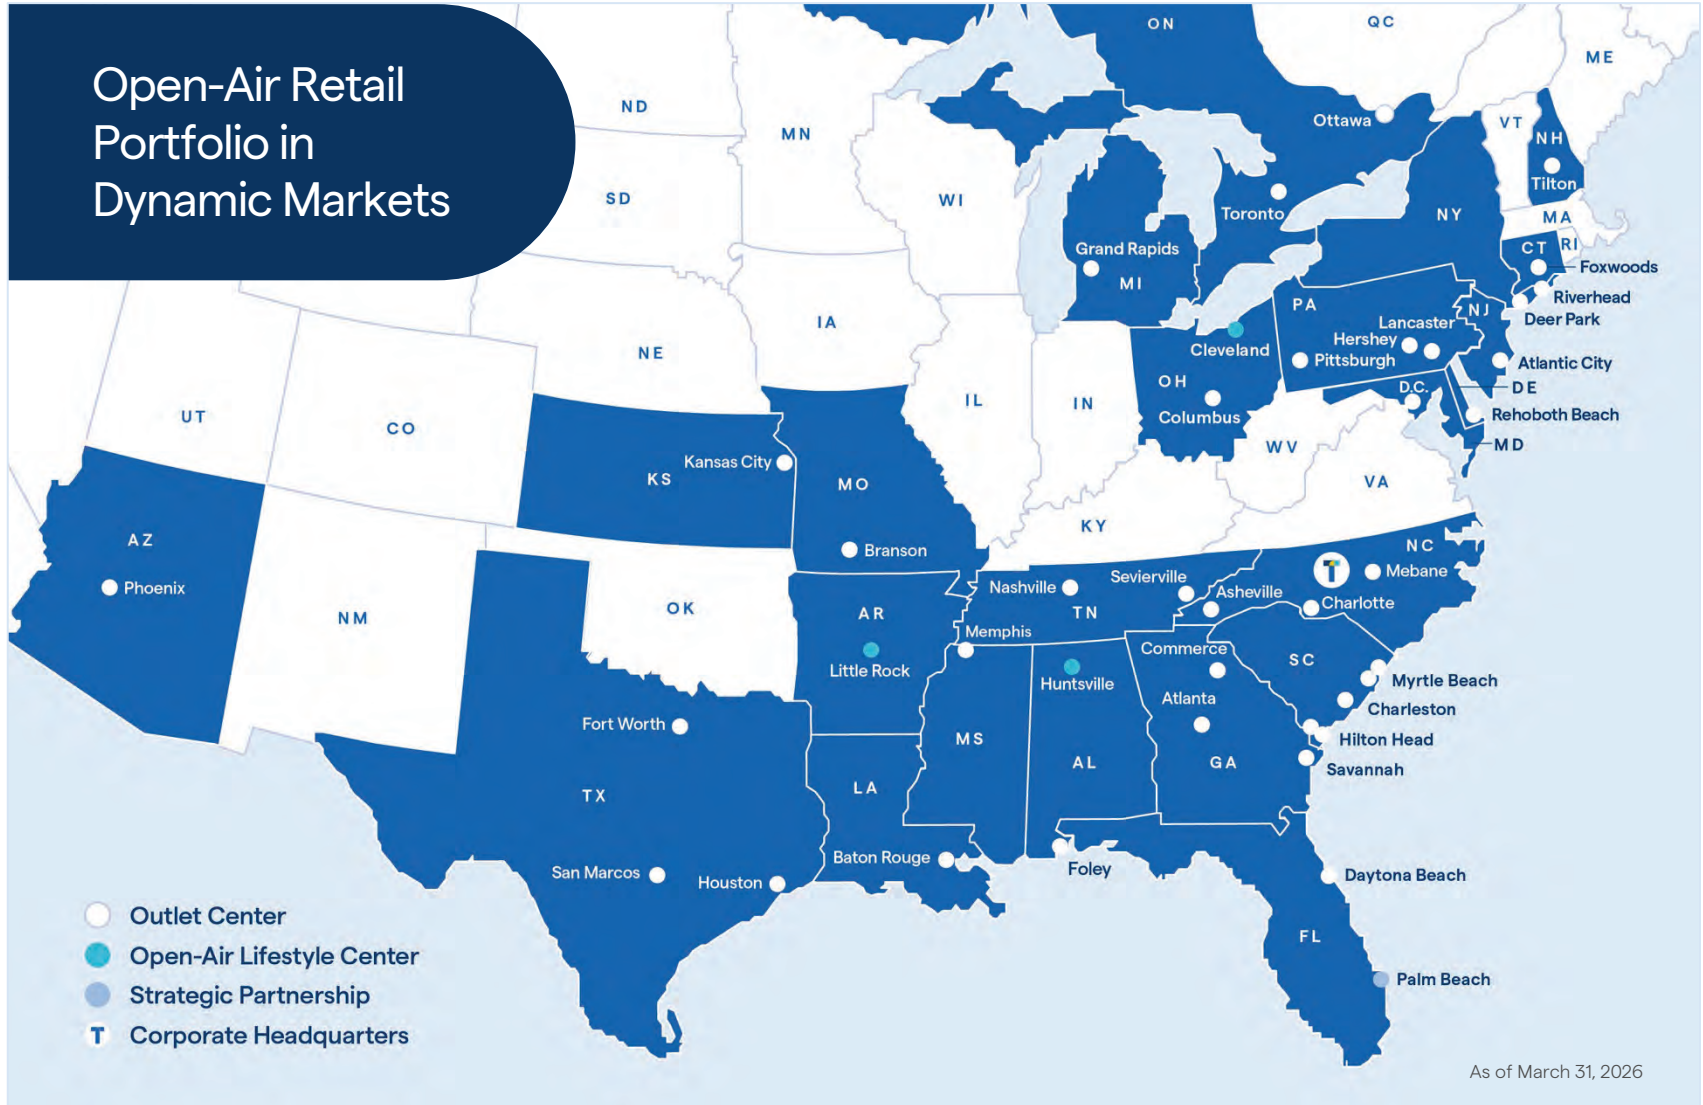 Open-Air Retail
Portfolio in
Dynamic Markets
ON
QC
ME
ND
MN
Ottawa
VT
NH
Tilton
SD
WI
Toronto
NY
MA
Grand Rapids
MI
CT
RI
Foxwoods
Riverhead
Deer Park
PA
NJ
IA
NE
Cleveland
Lancaster
Hershey
Pittsburgh
Atlantic City
OH
Columbus
D.C.
DE
Rehoboth Beach
MD
UT
CO
IL
IN
WV
VA
Kansas City
KS
MO
KY
AZ
Phoenix
Branson
NC
T
Mebane
NM
OK
AR
Nashville
Sevierville
TN
Asheville
Charlotte
Memphis
Little Rock
Huntsville
Commerce
SC
Myrtle Beach
Atlanta
Charleston
Fort Worth
MS
AL
GA
Hilton Head
Savannah
TX
LA
Baton Rouge
Foley
San Marcos
Houston
Daytona Beach
FL
Palm Beach
Outlet Center
Open-Air Lifestyle Center
Strategic Partnership
T Corporate Headquarters
As of March 31, 2026